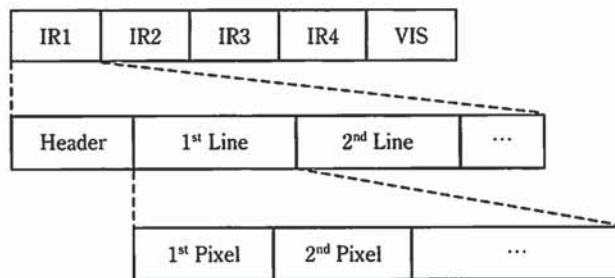 IR1 IR2 IR3 IR4 VIS
Header 1st Line 2nd Line ...
1st Pixel 2nd Pixel ...